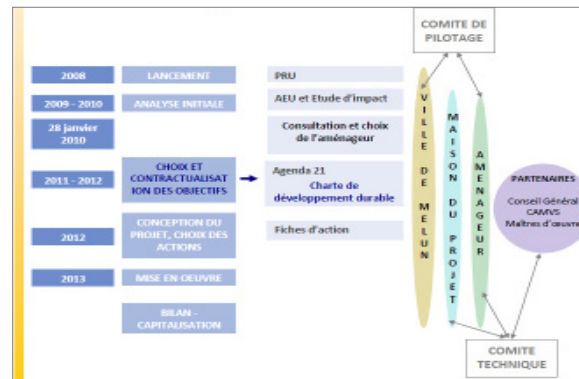 COMITE DE
PILOTAGE
2008
LANCEMENT
PRU
2009 - 2010
ANALYSE INITIALE
AEU et Etude d'impact
28 janvier
2010
Consultation et choix
de l'aménageur
2011 - 2012
CHOIX ET
CONTRACTUALISAT
ION DES OBJECTIFS
Agenda 21
Charte de
développement durable
2012
CONCEPTION DU
PROJET, CHOIX DES
ACTIONS
Fiches d'action
2013
MISE EN OEUVRE
BILAN -
CAPITALISATION
VILLE DE MELUN
MAISON DU PROJET
AMENAGEUR
PARTENAIRES
Conseil Général
CAMVS
Maîtres d'œuvre
COMITE
TECHNIQUE